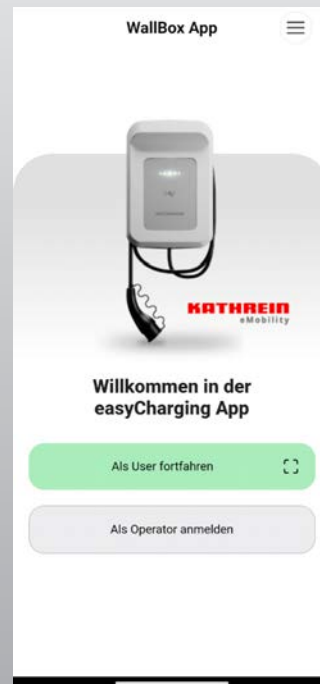 WallBox App
KATHREIN
eMobility
Willkommen in der
easyCharging App
Als User fortfahren
Als Operator anmelden